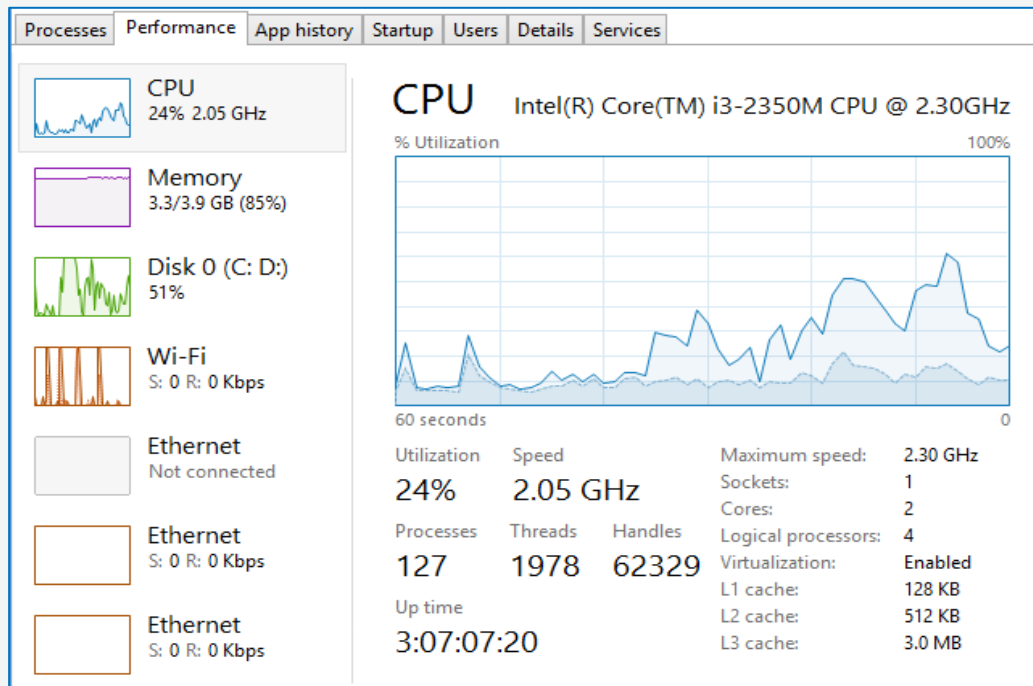 Processes Performance App history Startup Users Details Services
CPU
24% 2.05 GHz
Memory
3.3/3.9 GB (85%)
Disk 0 (C: D:)
51%
Wi-Fi
S: 0 R: 0 Kbps
Ethernet
Not connected
Ethernet
S: 0 R: 0 Kbps
Ethernet
S: 0 R: 0 Kbps
CPU Intel(R) Core(TM) i3-2350M CPU @ 2.30GHz
% Utilization 100%
60 seconds 0
Utilization Speed
24% 2.05 GHz
Processes Threads Handles
127 1978 62329
Up time
3:07:07:20
Maximum speed: 2.30 GHz
Sockets: 1
Cores: 2
Logical processors: 4
Virtualization: Enabled
L1 cache: 128 KB
L2 cache: 512 KB
L3 cache: 3.0 MB